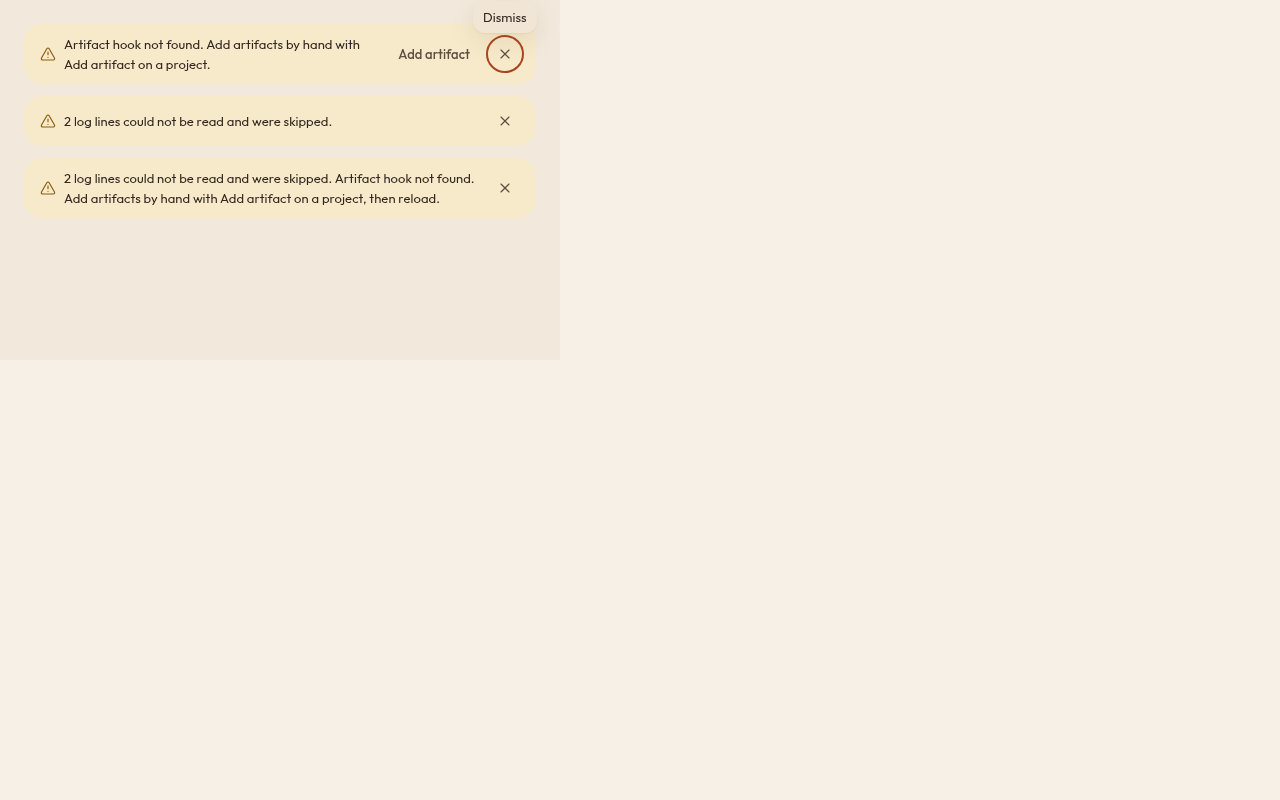 Dismiss
Artifact hook not found. Add artifacts by hand with
Add artifact on a project.
Add artifact
2 log lines could not be read and were skipped.
2 log lines could not be read and were skipped. Artifact hook not found.
Add artifacts by hand with Add artifact on a project, then reload.